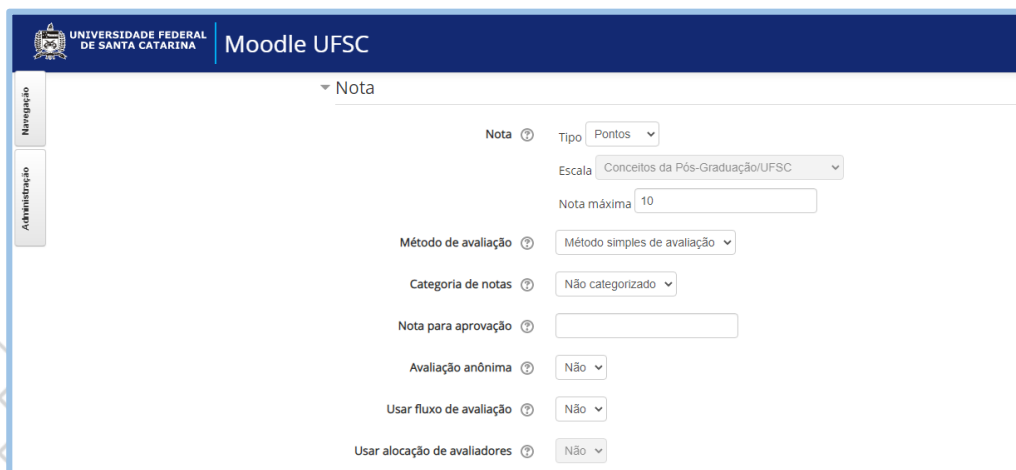 UNIVERSIDADE FEDERAL
DE SANTA CATARINA
Moodle UFSC
Navegação
Administração
Nota
Nota
Tipo Pontos
Escala Conceitos da Pós-Graduação/UFSC
Nota máxima 10
Método de avaliação Método simples de avaliação
Categoria de notas Não categorizado
Nota para aprovação
Avaliação anônima Não
Usar fluxo de avaliação Não
Usar alocação de avaliadores Não